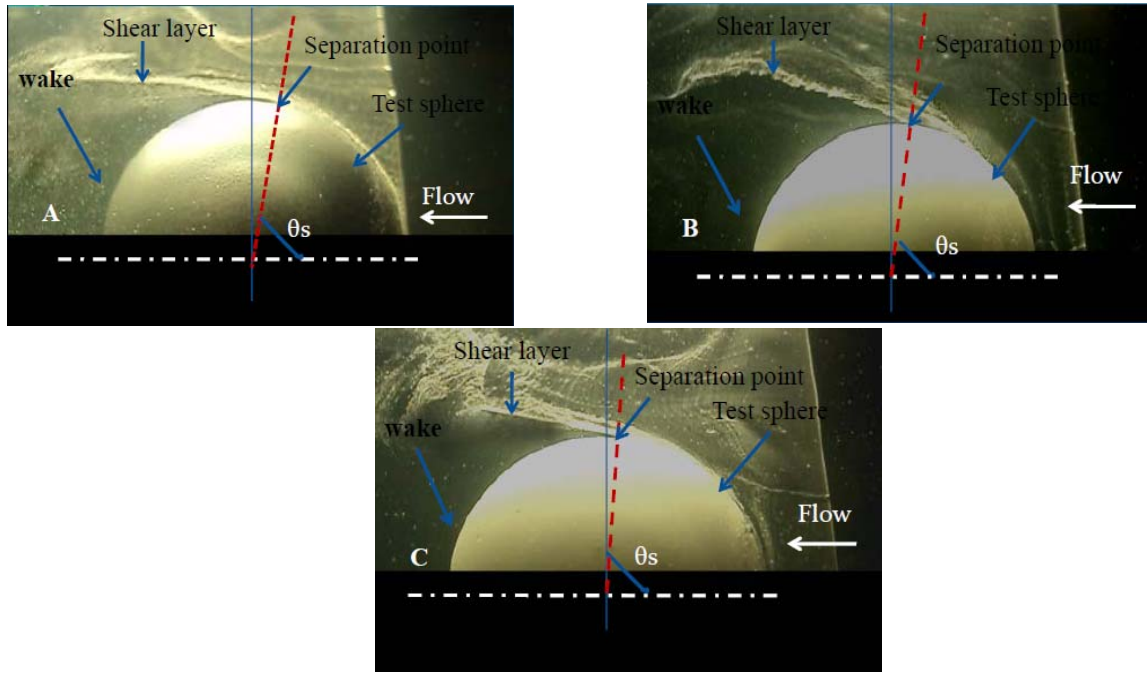 Shear layer
Separation point
wake
Test sphere
Flow
A
θs
Shear layer
Separation point
wake
Test sphere
Flow
B
θs
Shear layer
Separation point
Test sphere
wake
Flow
C
θs